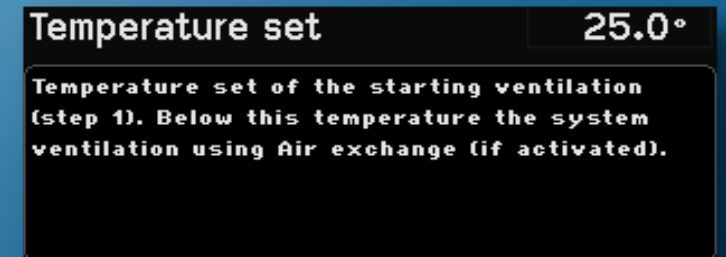 Temperature set 25.0°
Temperature set of the starting ventilation
(step 1). Below this temperature the system
ventilation using Air exchange (if activated).